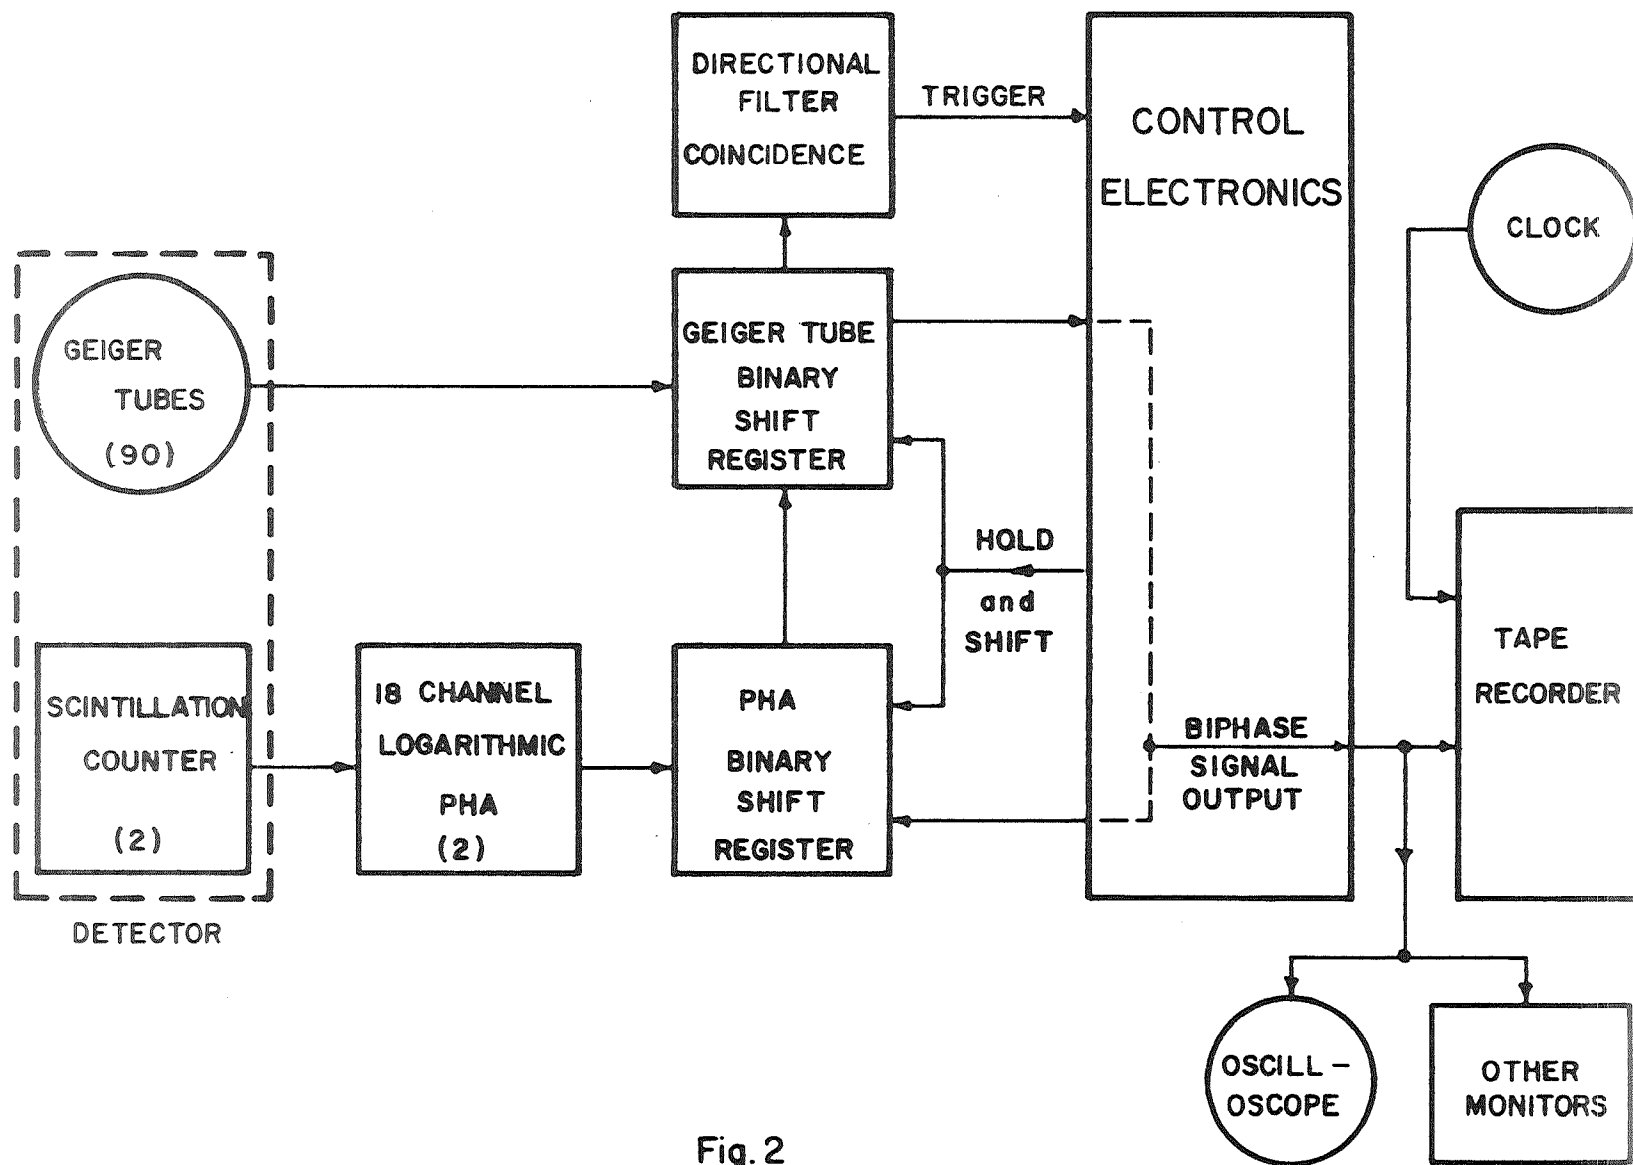 DIRECTIONAL
FILTER
COINCIDENCE
TRIGGER
CONTROL
ELECTRONICS
CLOCK
GEIGER
TUBES
(90)
GEIGER TUBE
BINARY
SHIFT
REGISTER
HOLD
and
SHIFT
SCINTILLATION
COUNTER
(2)
DETECTOR
18 CHANNEL
LOGARITHMIC
PHA
(2)
PHA
BINARY
SHIFT
REGISTER
BIPHASE
SIGNAL
OUTPUT
TAPE
RECORDER
OSCILL -
OSCOPE
OTHER
MONITORS
Fig. 2